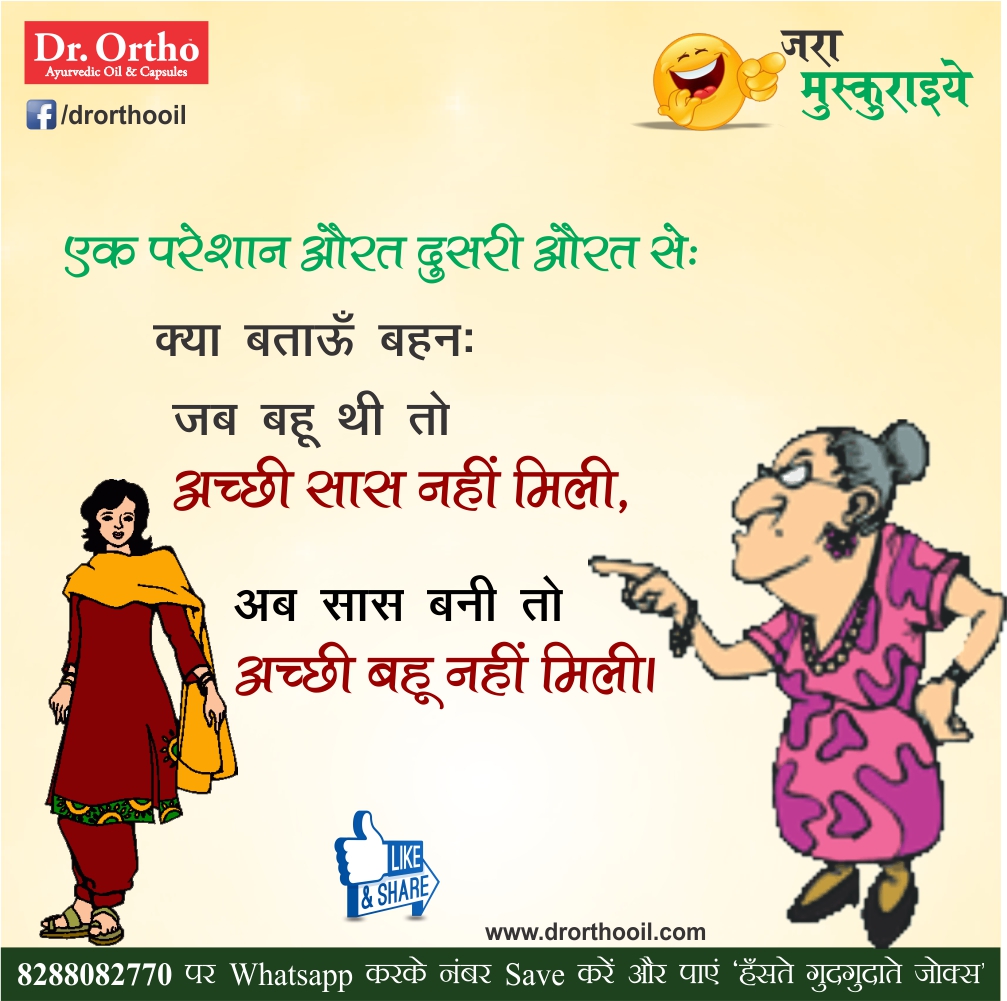 Dr. Ortho
Ayurvedic Oil & Capsules
/drorthooil
जरा
मुस्कुराइये
एक परेशान औरत दुसरी औरत से:
क्या बताऊँ बहन:
जब बहू थी तो
अच्छी सास नहीं मिली,
अब सास बनी तो
अच्छी बहू नहीं मिली।
LIKE
& SHARE
www.drorthooil.com
8288082770 पर Whatsapp करके नंबर Save करें और पाएं 'हँसते गुदगुदाते जोक्स'